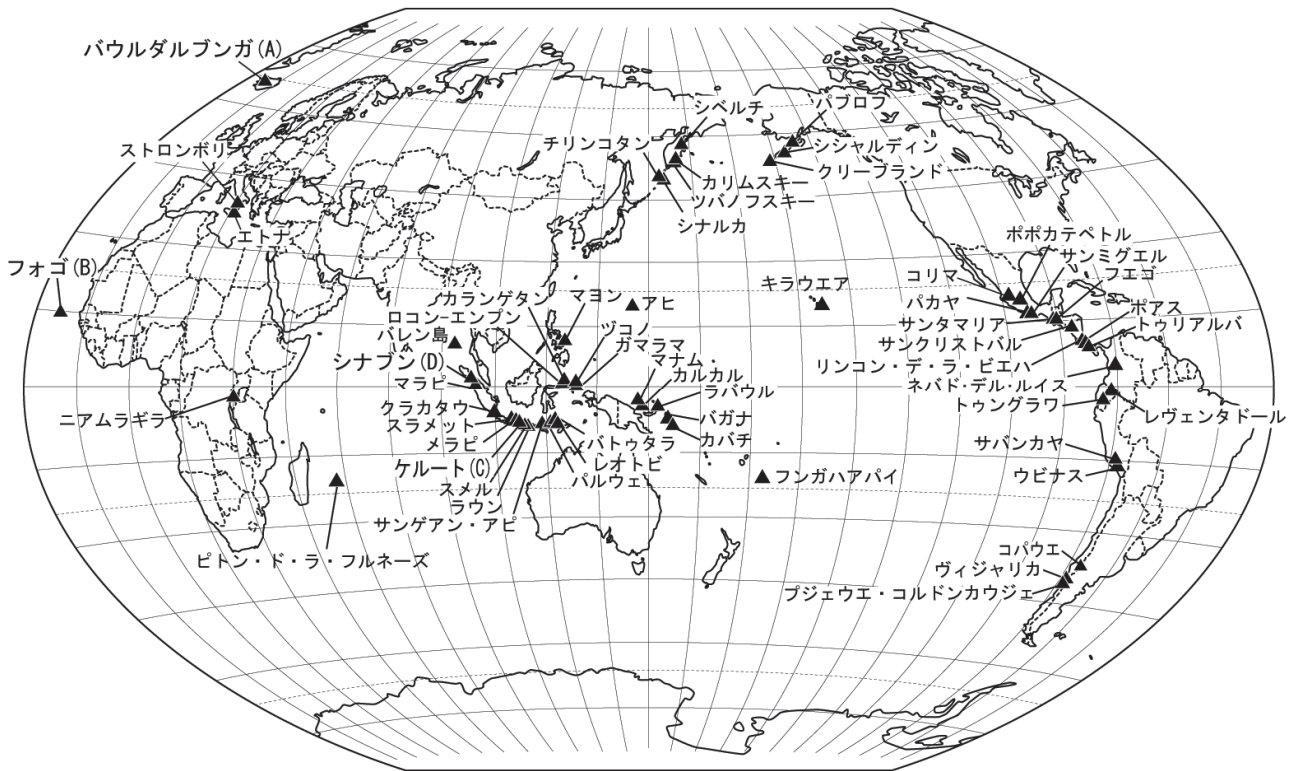 バウルダルブンガ(A)
ストロンボリー
エトナ
フォゴ(B)
ニアムラギラ
ピトン・ド・ラ・フルネーズ
シベルチ
チリンコタン
カリムスキー
ツバノフスキー
シナルカ
パブロフ
シシャルディン
クリーブランド
カランゲタン
マヨン
ロコン-エンプン
アヒ
バレン島
ヅコノ
ガマラマ
シナブン(D)
マナム・
マラピ
カルカル
ラバウル
クラカタウ
スラメット
バガナ
メラピ
バトゥタラ
カバチ
ケルート(C)
レオトビ
スメル
パルウェ
ラウン
サンゲアン・アピ
フンガハアパイ
キラウエア
ポポカテペトル
コリマ
サンミグエル
フエゴ
パカヤ
ポアス
サンタマリア
トゥリアルバ
サンクリストバル
リンコン・デ・ラ・ビエハ
ネバド・デル・ルイス
トゥングラワ
レヴェンタドール
サバンカヤ
ウビナス
コパウエ
ヴィジャリカ
プジェウエ・コルドンカウジェ